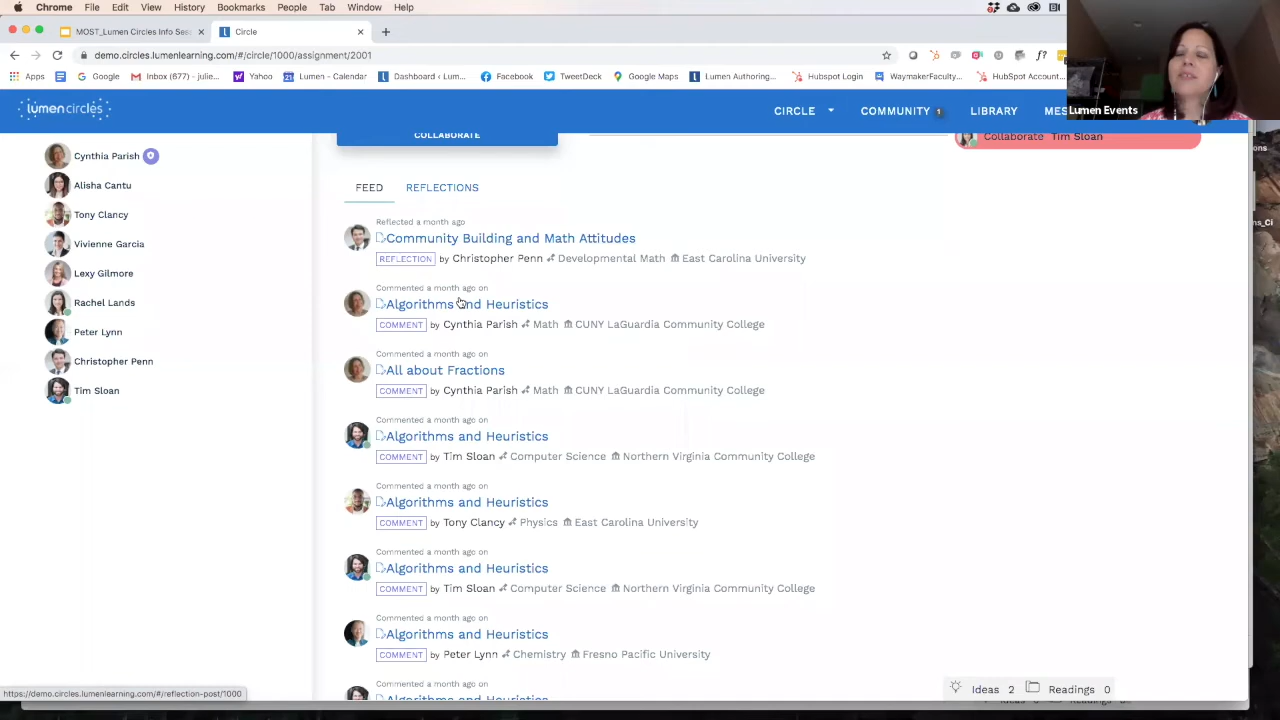 Chrome File Edit View History Bookmarks People Tab Window Help
MOST_Lumen Circles Info Ses
Circle
demo.circles.lumenlearning.com/#/circle/1000/assignment/2001
Apps Google Inbox (677) - julie... Yahoo Lumen - Calendar Dashboard ‹ Lum... Facebook TweetDeck Google Maps Lumen Authoring... Hubspot Login WaymakerFaculty... HubSpot Account...
Lumen Events
lumen circles
CIRCLE COMMUNITY 1 LIBRARY MES
COLLABORATE
Collaborate Tim Sloan
Cynthia Parish
Alisha Cantu
Tony Clancy
Vivienne Garcia
Lexy Gilmore
Rachel Lands
Peter Lynn
Christopher Penn
Tim Sloan
FEED REFLECTIONS
Reflected a month ago
Community Building and Math Attitudes
REFLECTION by Christopher Penn Developmental Math East Carolina University
Commented a month ago on
Algorithms and Heuristics
COMMENT by Cynthia Parish Math CUNY LaGuardia Community College
Commented a month ago on
All about Fractions
COMMENT by Cynthia Parish Math CUNY LaGuardia Community College
Commented a month ago on
Algorithms and Heuristics
COMMENT by Tim Sloan Computer Science Northern Virginia Community College
Commented a month ago on
Algorithms and Heuristics
COMMENT by Tony Clancy Physics East Carolina University
Commented a month ago on
Algorithms and Heuristics
COMMENT by Tim Sloan Computer Science Northern Virginia Community College
Commented a month ago on
Algorithms and Heuristics
COMMENT by Peter Lynn Chemistry Fresno Pacific University
Commented a month ago on
Algorithms and Heuristics
Ideas 2 Readings 0
https://demo.circles.lumenlearning.com/#/reflection-post/1000